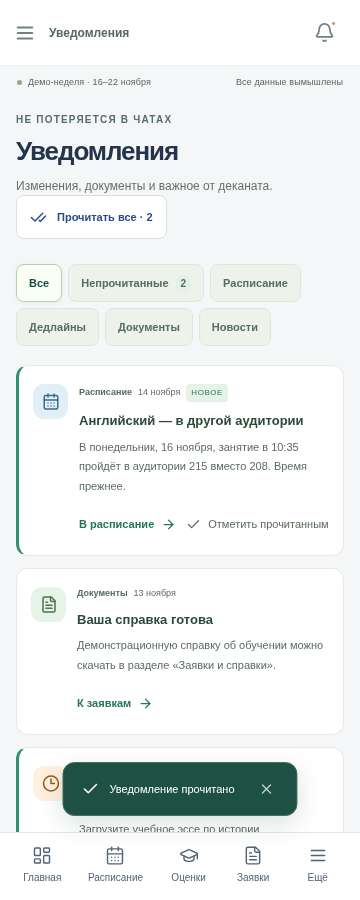 Уведомления
Демо-неделя · 16–22 ноября
Все данные вымышлены
НЕ ПОТЕРЯЕТСЯ В ЧАТАХ
Уведомления
Изменения, документы и важное от деканата.
Прочитать все · 2
Все
Непрочитанные 2
Расписание
Дедлайны
Документы
Новости
Расписание 14 ноября НОВОЕ
Английский — в другой аудитории
В понедельник, 16 ноября, занятие в 10:35
пройдёт в аудитории 215 вместо 208. Время
прежнее.
В расписание
Отметить прочитанным
Документы 13 ноября
Ваша справка готова
Демонстрационную справку об обучении можно
скачать в разделе «Заявки и справки».
К заявкам
Уведомление прочитано
Загрузите учебное эссе по истории
Главная
Расписание
Оценки
Заявки
Ещё